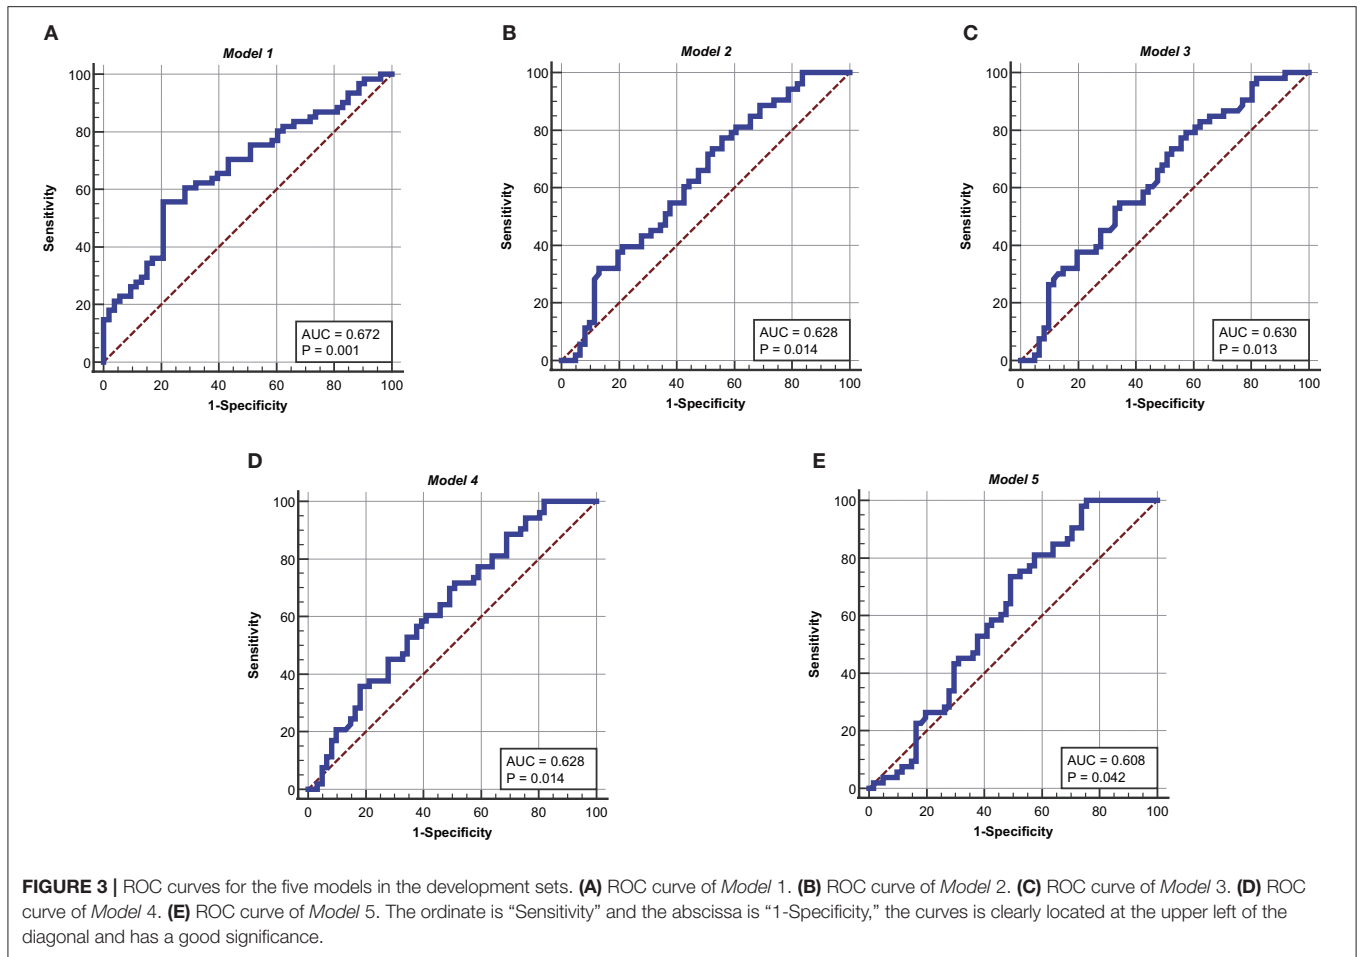 A
Model 1
100
80
60
40
20
0
Sensitivity
AUC = 0.672
P = 0.001
0 20 40 60 80 100
1-Specificity
B
Model 2
100
80
60
40
20
0
Sensitivity
AUC = 0.628
P = 0.014
0 20 40 60 80 100
1-Specificity
C
Model 3
100
80
60
40
20
0
Sensitivity
AUC = 0.630
P = 0.013
0 20 40 60 80 100
1-Specificity
D
Model 4
100
80
60
40
20
0
Sensitivity
AUC = 0.628
P = 0.014
0 20 40 60 80 100
1-Specificity
E
Model 5
100
80
60
40
20
0
Sensitivity
AUC = 0.608
P = 0.042
0 20 40 60 80 100
1-Specificity
FIGURE 3 | ROC curves for the five models in the development sets. (A) ROC curve of Model 1. (B) ROC curve of Model 2. (C) ROC curve of Model 3. (D) ROC
curve of Model 4. (E) ROC curve of Model 5. The ordinate is “Sensitivity” and the abscissa is “1-Specificity,” the curves is clearly located at the upper left of the
diagonal and has a good significance.